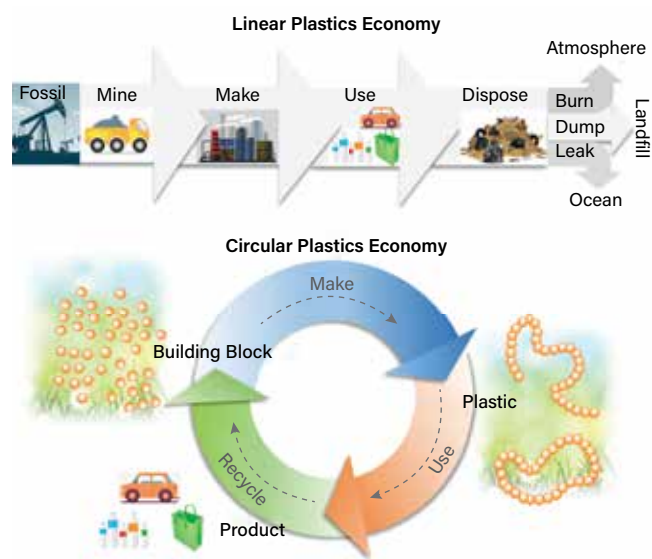 Linear Plastics Economy
Atmosphere
Fossil
Mine
Make
Use
Dispose
Burn
Dump
Leak
Landfill
Ocean
Circular Plastics Economy
Make
Building Block
Plastic
Use
Recycle
Product